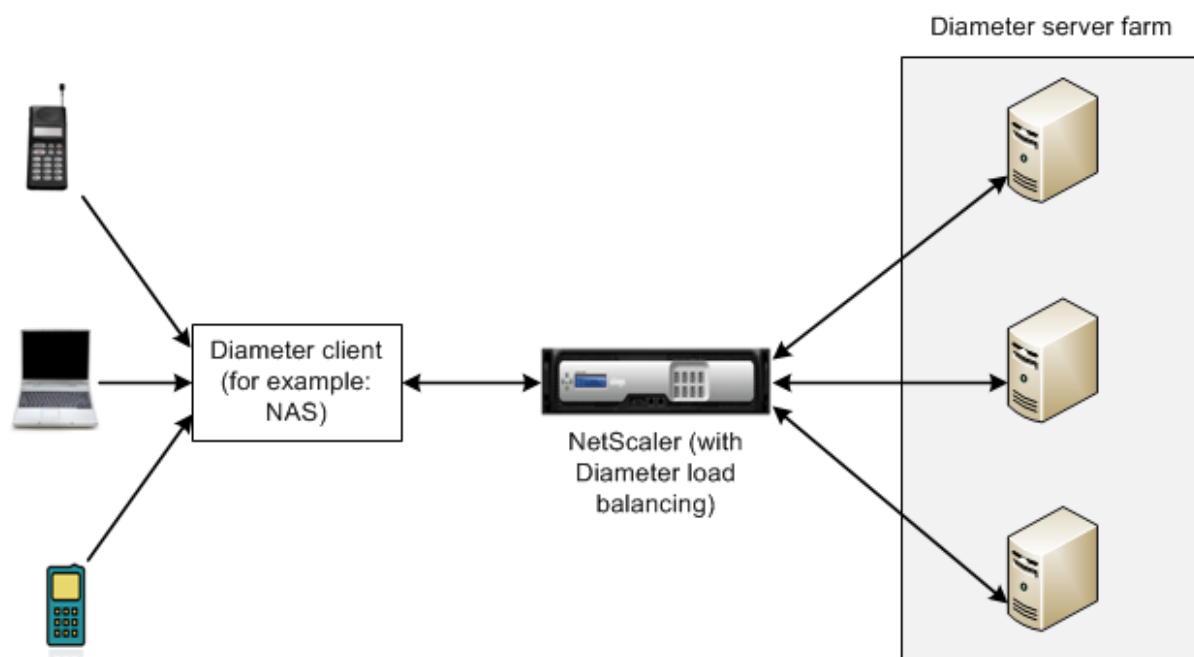 Diameter server farm
Diameter client
(for example:
NAS)
NetScaler (with
Diameter load
balancing)